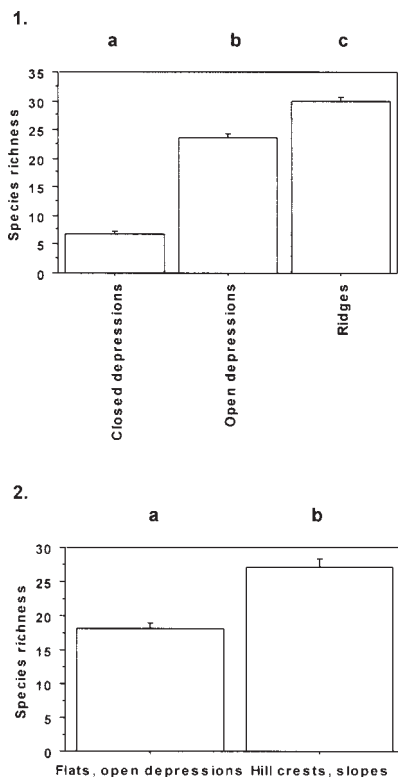 1.
a b c
Species richness
35
30
25
20
15
10
5
0
Closed depressions
Open depressions
Ridges
2.
a b
Species richness
30
25
20
15
10
5
0
Flats, open depressions Hill crests, slopes